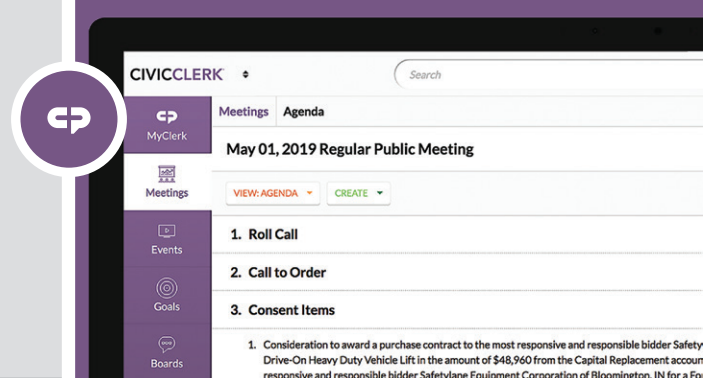 CIVICCLERK
Search
MyClerk
Meetings
Events
Goals
Boards
Meetings Agenda
May 01, 2019 Regular Public Meeting
VIEW: AGENDA CREATE
1. Roll Call
2. Call to Order
3. Consent Items
1. Consideration to award a purchase contract to the most responsive and responsible bidder Safety
Drive-On Heavy Duty Vehicle Lift in the amount of $48,960 from the Capital Replacement accoun
responsive and responsible bidder Safetylane Equipment Corporation of Bloomington, IN for a Fo